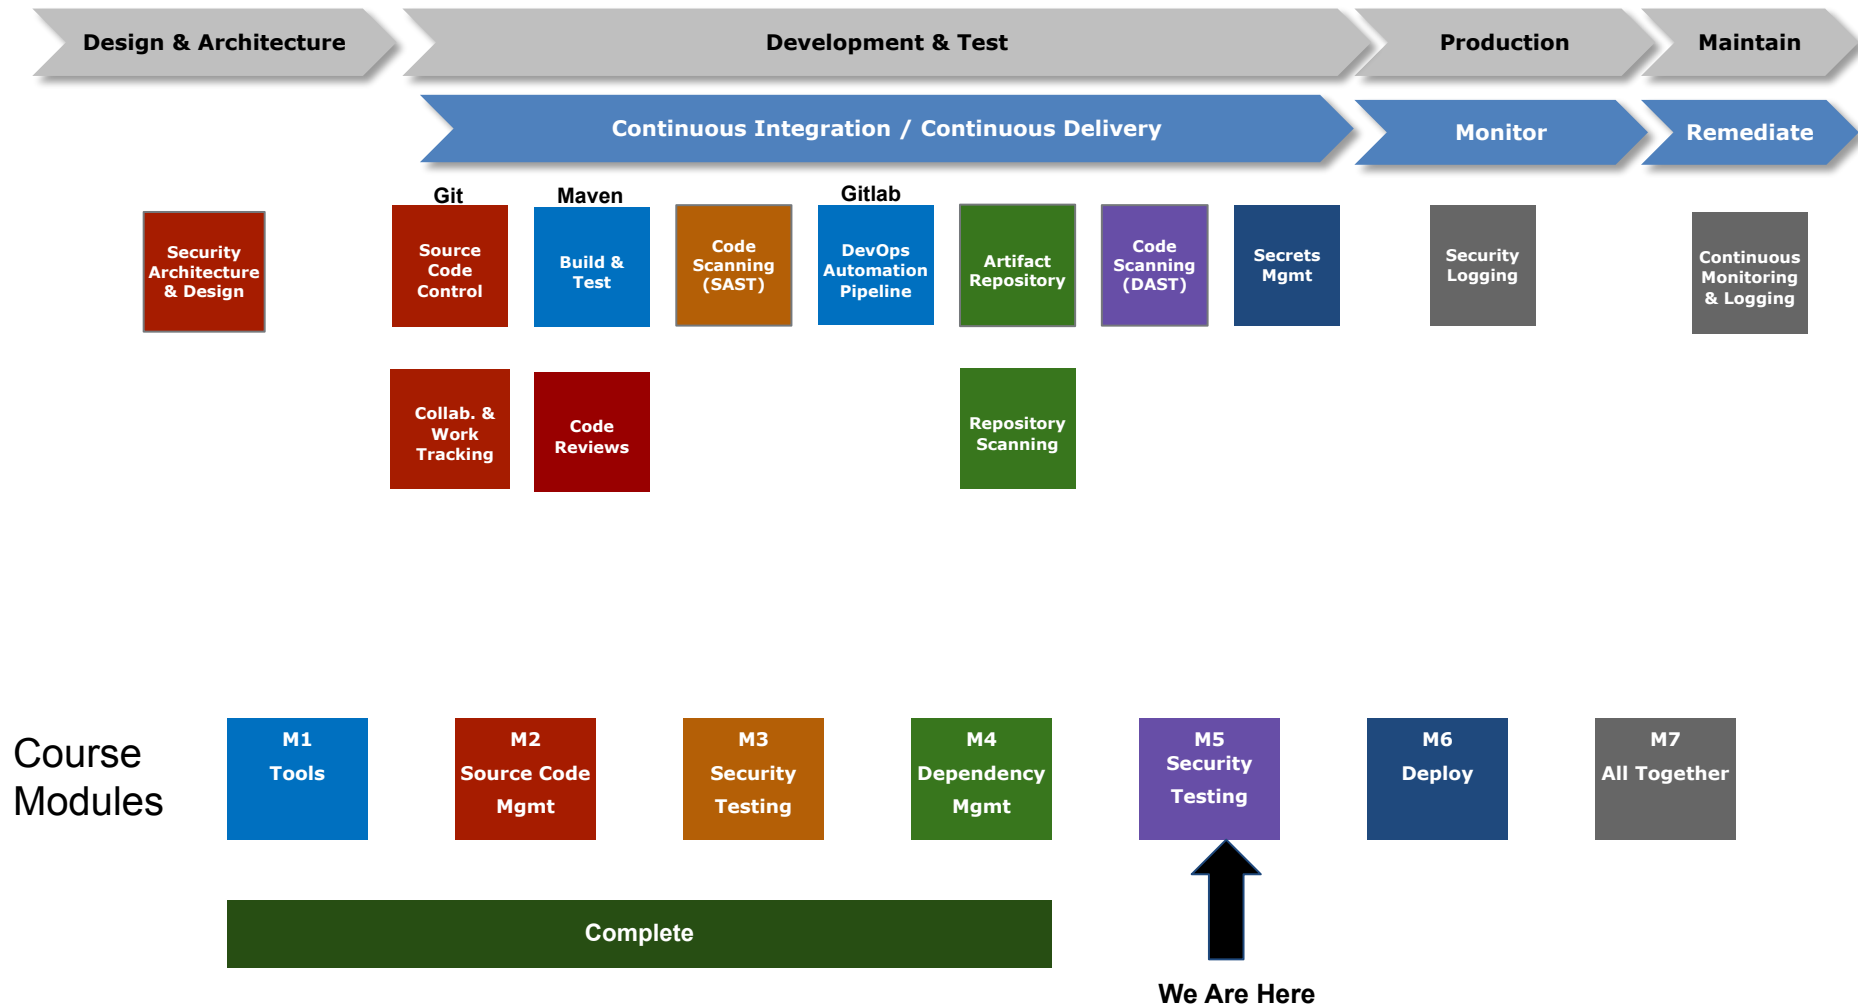 Design & Architecture
Development & Test
Production
Maintain
Continuous Integration / Continuous Delivery
Monitor
Remediate
Git
Maven
Gitlab
Security
Architecture
& Design
Source
Code
Control
Build &
Test
Code
Scanning
(SAST)
DevOps
Automation
Pipeline
Artifact
Repository
Code
Scanning
(DAST)
Secrets
Mgmt
Security
Logging
Continuous
Monitoring
& Logging
Collab. &
Work
Tracking
Code
Reviews
Repository
Scanning
Course
Modules
M1
Tools
M2
Source Code
Mgmt
M3
Security
Testing
M4
Dependency
Mgmt
M5
Security
Testing
M6
Deploy
M7
All Together
Complete
We Are Here